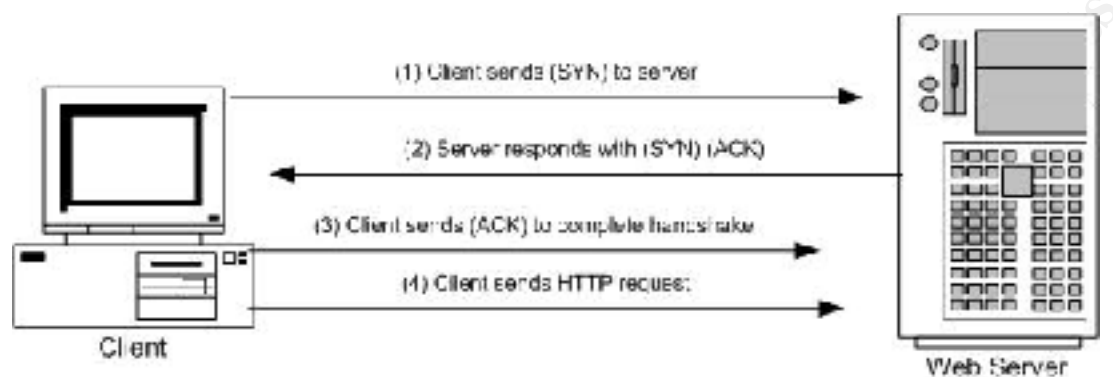 (1) Client sends (SYN) to server
(2) Server responds with (SYN) (ACK)
(3) Client sends (ACK) to complete handshake
(4) Client sends HTTP request
Client
Web Server